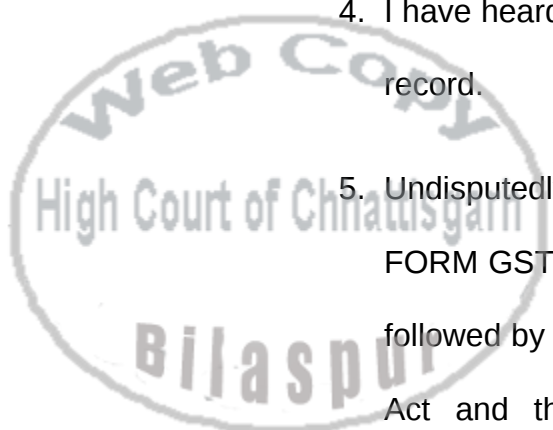 4. I have heard
record.
Web Copy
5. Undisputedl
High Court of Chhattisgarh
FORM GST
followed by
Bilaspur
Act and th